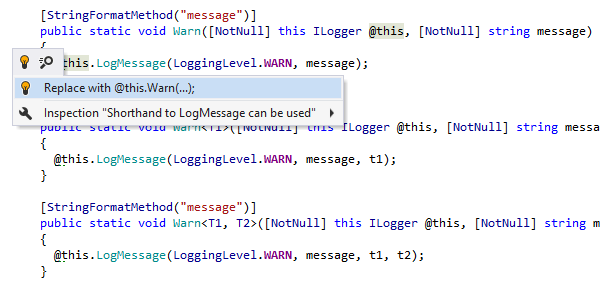 [StringFormatMethod("message")]
public static void Warn([NotNull] this ILogger @this, [NotNull] string message)
{
this.LogMessage(LoggingLevel.WARN, message);
Replace with @this.Warn(...);
Inspection "Shorthand to LogMessage can be used"
public static void Warn<T1>([NotNull] this ILogger @this, [NotNull] string messa
{
@this.LogMessage(LoggingLevel.WARN, message, t1);
}
[StringFormatMethod("message")]
public static void Warn<T1, T2>([NotNull] this ILogger @this, [NotNull] string m
{
@this.LogMessage(LoggingLevel.WARN, message, t1, t2);
}